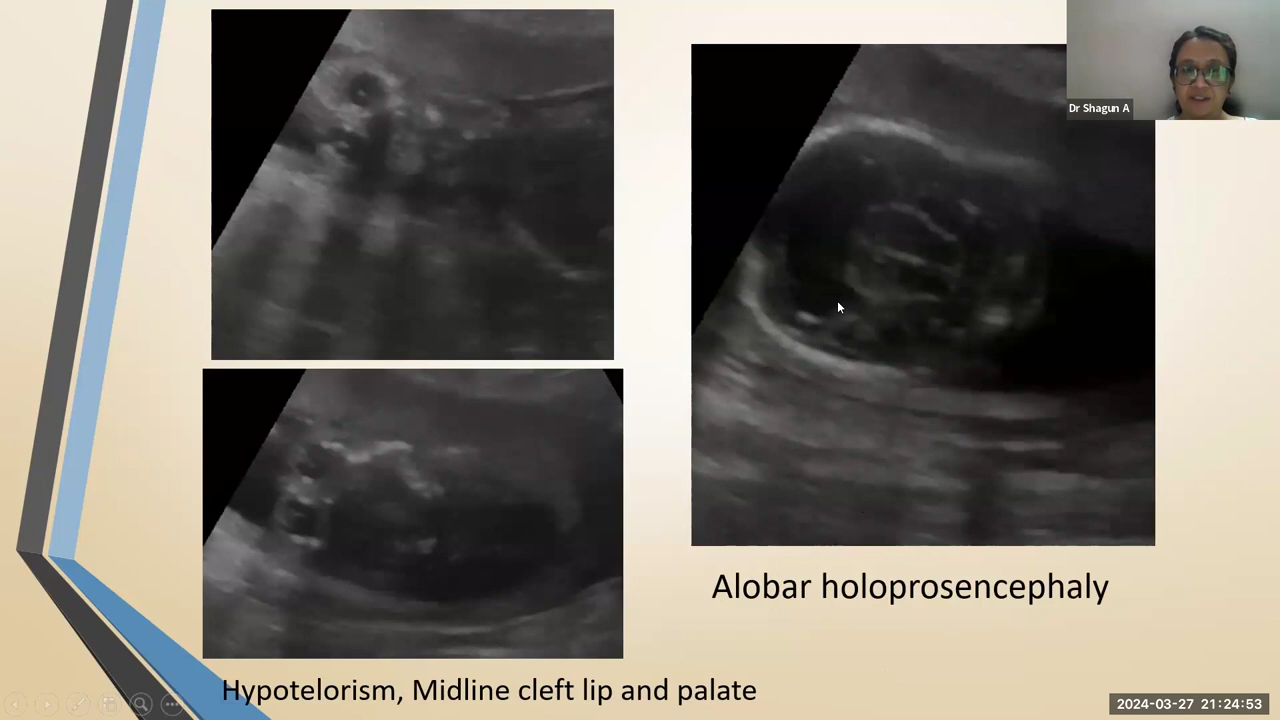 Dr Shagun A
Alobar holoprosencephaly
Hypotelorism, Midline cleft lip and palate
2024-03-27 21:24:53